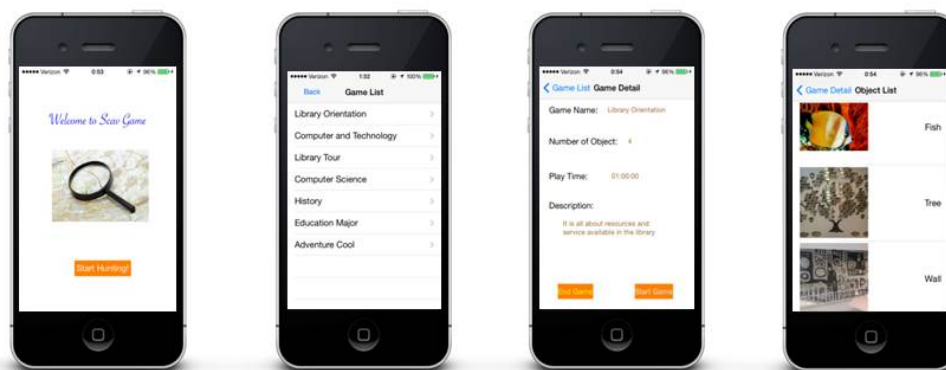 Verizon 0:53 96%
Welcome to Scav Game
Start Hunting!
Verizon 1:32 100%
Back Game List
Library Orientation
Computer and Technology
Library Tour
Computer Science
History
Education Major
Adventure Cool
Verizon 0:54 96%
Game List Game Detail
Game Name: Library Orientation
Number of Object: 4
Play Time: 01:00:00
Description:
It is all about resources and
service available in the library
End Game Start Game
Verizon 0:54 96%
Game Detail Object List
Fish
Tree
Wall